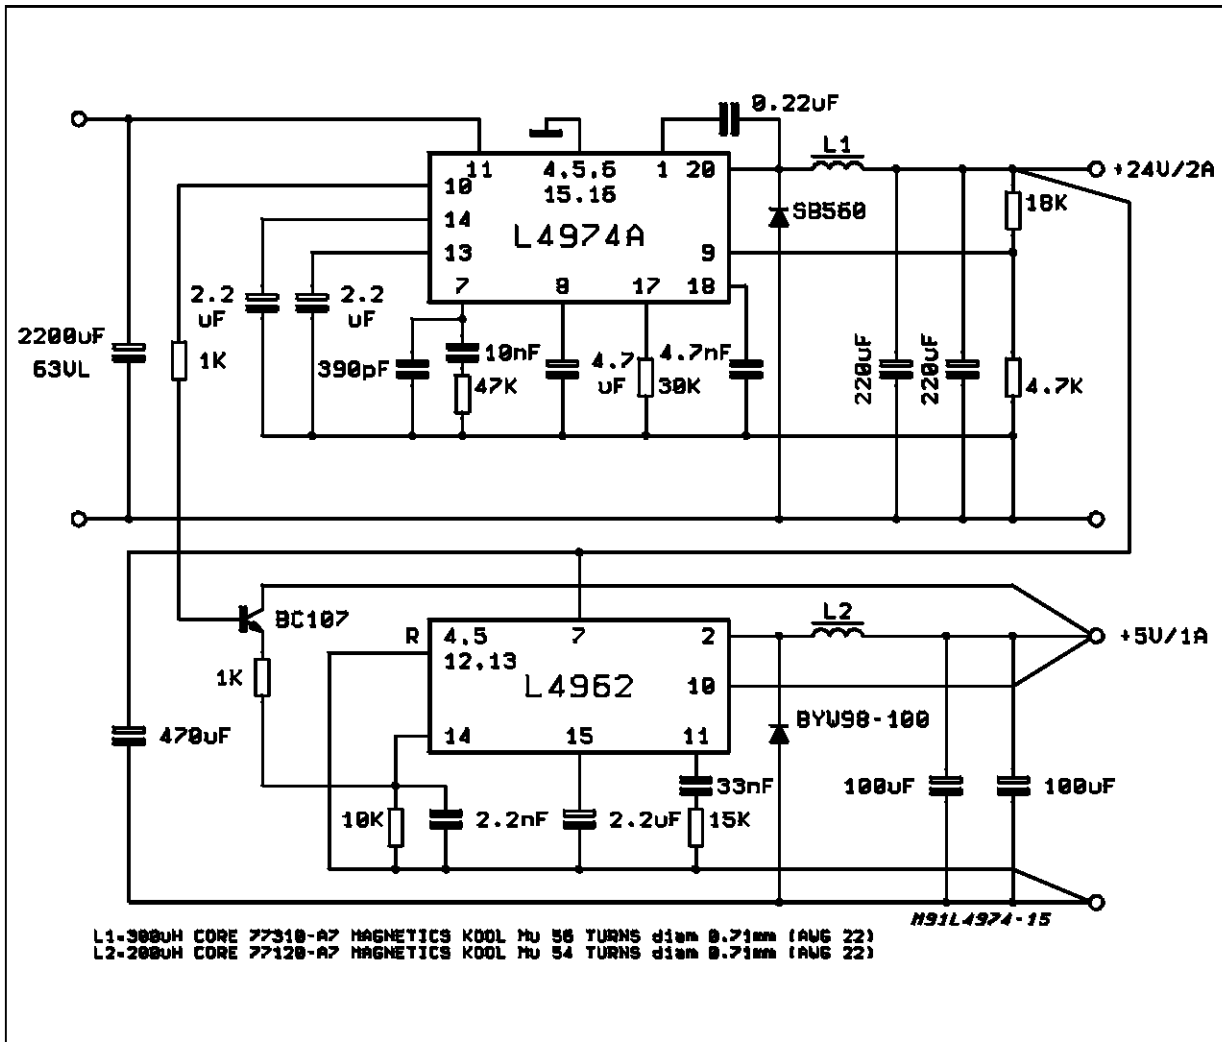 0.22uF
L1
11
4,5,6
1
20
+24V/2A
10
15.16
18K
14
SB560
L4974A
13
9
7
8
17
18
2.2
uF
2.2
uF
2200uF
63VL
1K
390pF
10nF
4.7
uF
4.7nF
47K
30K
220uF
220uF
4.7K
BC107
L2
R
4.5
7
2
+5V/1A
12,13
1K
L4962
10
470uF
14
15
11
BYW98-100
33nF
100uF
100uF
10K
2.2nF
2.2uF
15K
M91L4974-15
L1=300uH CORE 77310-A7 MAGNETICS KOOL Mu 56 TURNS diam 0.71mm (AWG 22)
L2=200uH CORE 77120-A7 MAGNETICS KOOL Mu 54 TURNS diam 0.71mm (AWG 22)